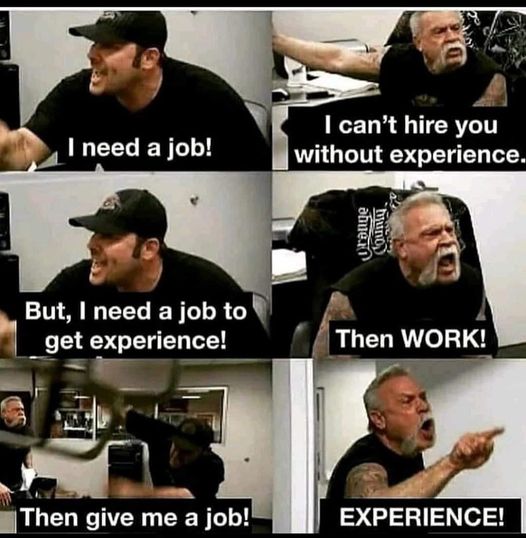 I need a job!
I can't hire you
without experience.
But, I need a job to
get experience!
Then WORK!
Then give me a job!
EXPERIENCE!